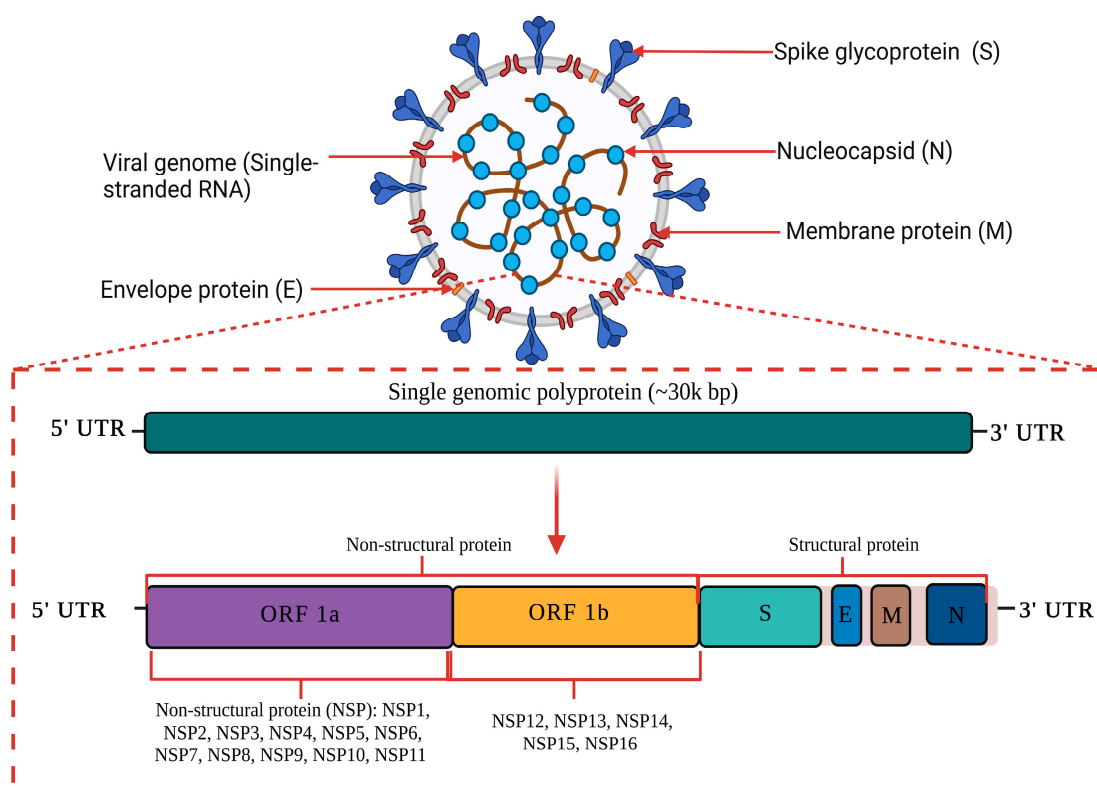 Spike glycoprotein (S)
Viral genome (Single-
stranded RNA)
Nucleocapsid (N)
Membrane protein (M)
Envelope protein (E)
Single genomic polyprotein (~30k bp)
5' UTR
3' UTR
Non-structural protein
Structural protein
5' UTR
ORF 1a
ORF 1b
S
E
M
N
3' UTR
Non-structural protein (NSP): NSP1,
NSP2, NSP3, NSP4, NSP5, NSP6,
NSP7, NSP8, NSP9, NSP10, NSP11
NSP12, NSP13, NSP14,
NSP15, NSP16